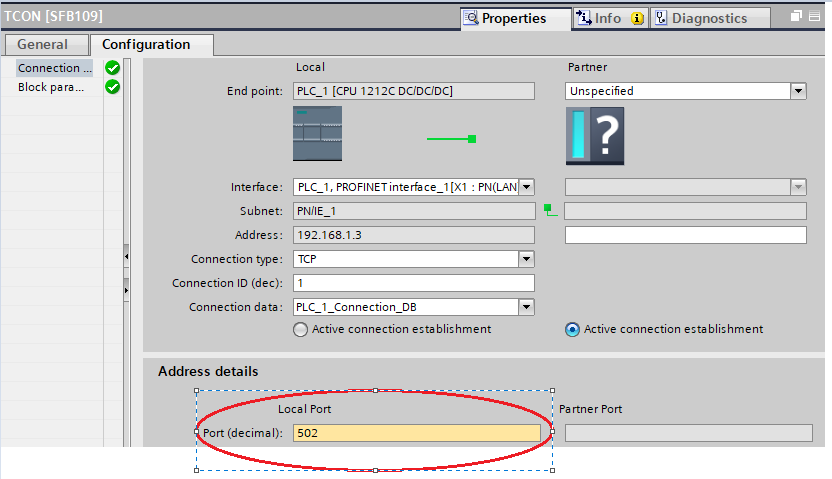 TCON [SFB109]
Properties
Info
Diagnostics
General
Configuration
Connection ...
Block para...
Local
Partner
End point:
PLC_1 [CPU 1212C DC/DC/DC]
Unspecified
?
Interface:
PLC_1, PROFINET interface_1[X1 : PN(LAN
Subnet:
PN/IE_1
Address:
192.168.1.3
Connection type:
TCP
Connection ID (dec):
1
Connection data:
PLC_1_Connection_DB
Active connection establishment
Active connection establishment
Address details
Local Port
Partner Port
Port (decimal):
502